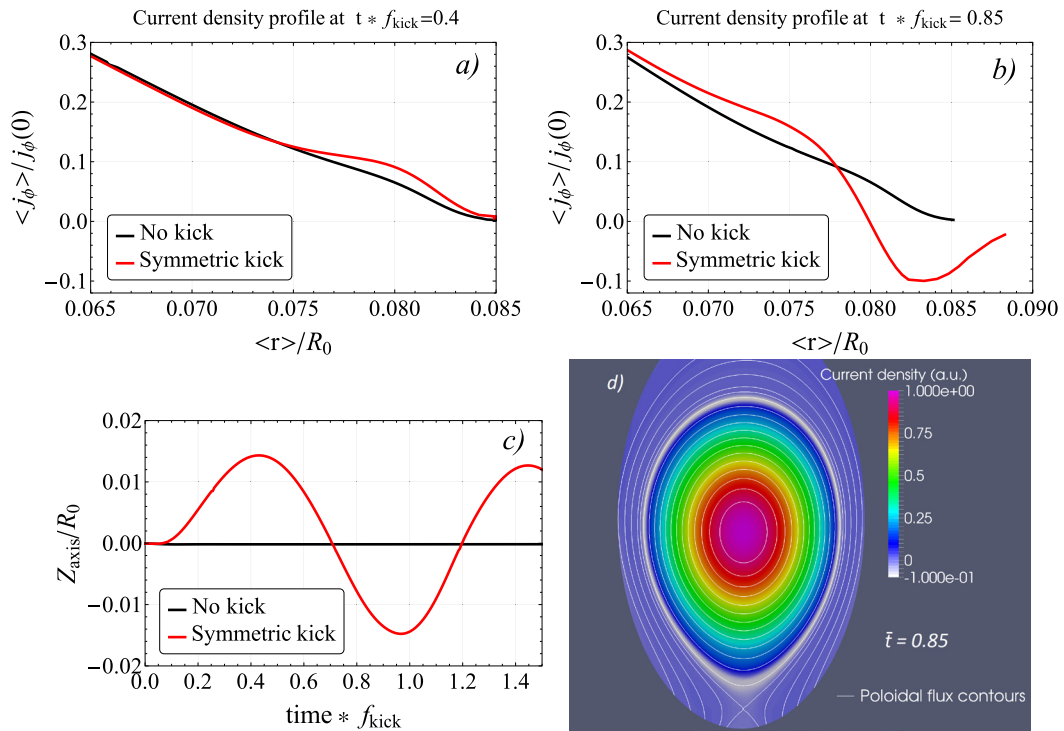 Current density profile at t * f_kick=0.4
a)
<j_ϕ>/j_ϕ(0)
0.3
0.2
0.1
0.0
−0.1
No kick
Symmetric kick
0.065 0.070 0.075 0.080 0.085
<r>/R_0
Current density profile at t * f_kick= 0.85
b)
<j_ϕ>/j_ϕ(0)
0.3
0.2
0.1
0.0
−0.1
No kick
Symmetric kick
0.065 0.070 0.075 0.080 0.085 0.090
<r>/R_0
c)
Z_axis/R_0
0.02
0.01
0.00
−0.01
−0.02
No kick
Symmetric kick
0.0 0.2 0.4 0.6 0.8 1.0 1.2 1.4
time * f_kick
d)
Current density (a.u.)
1.000e+00
0.75
0.5
0.25
0
-1.000e-01
t̄ = 0.85
Poloidal flux contours